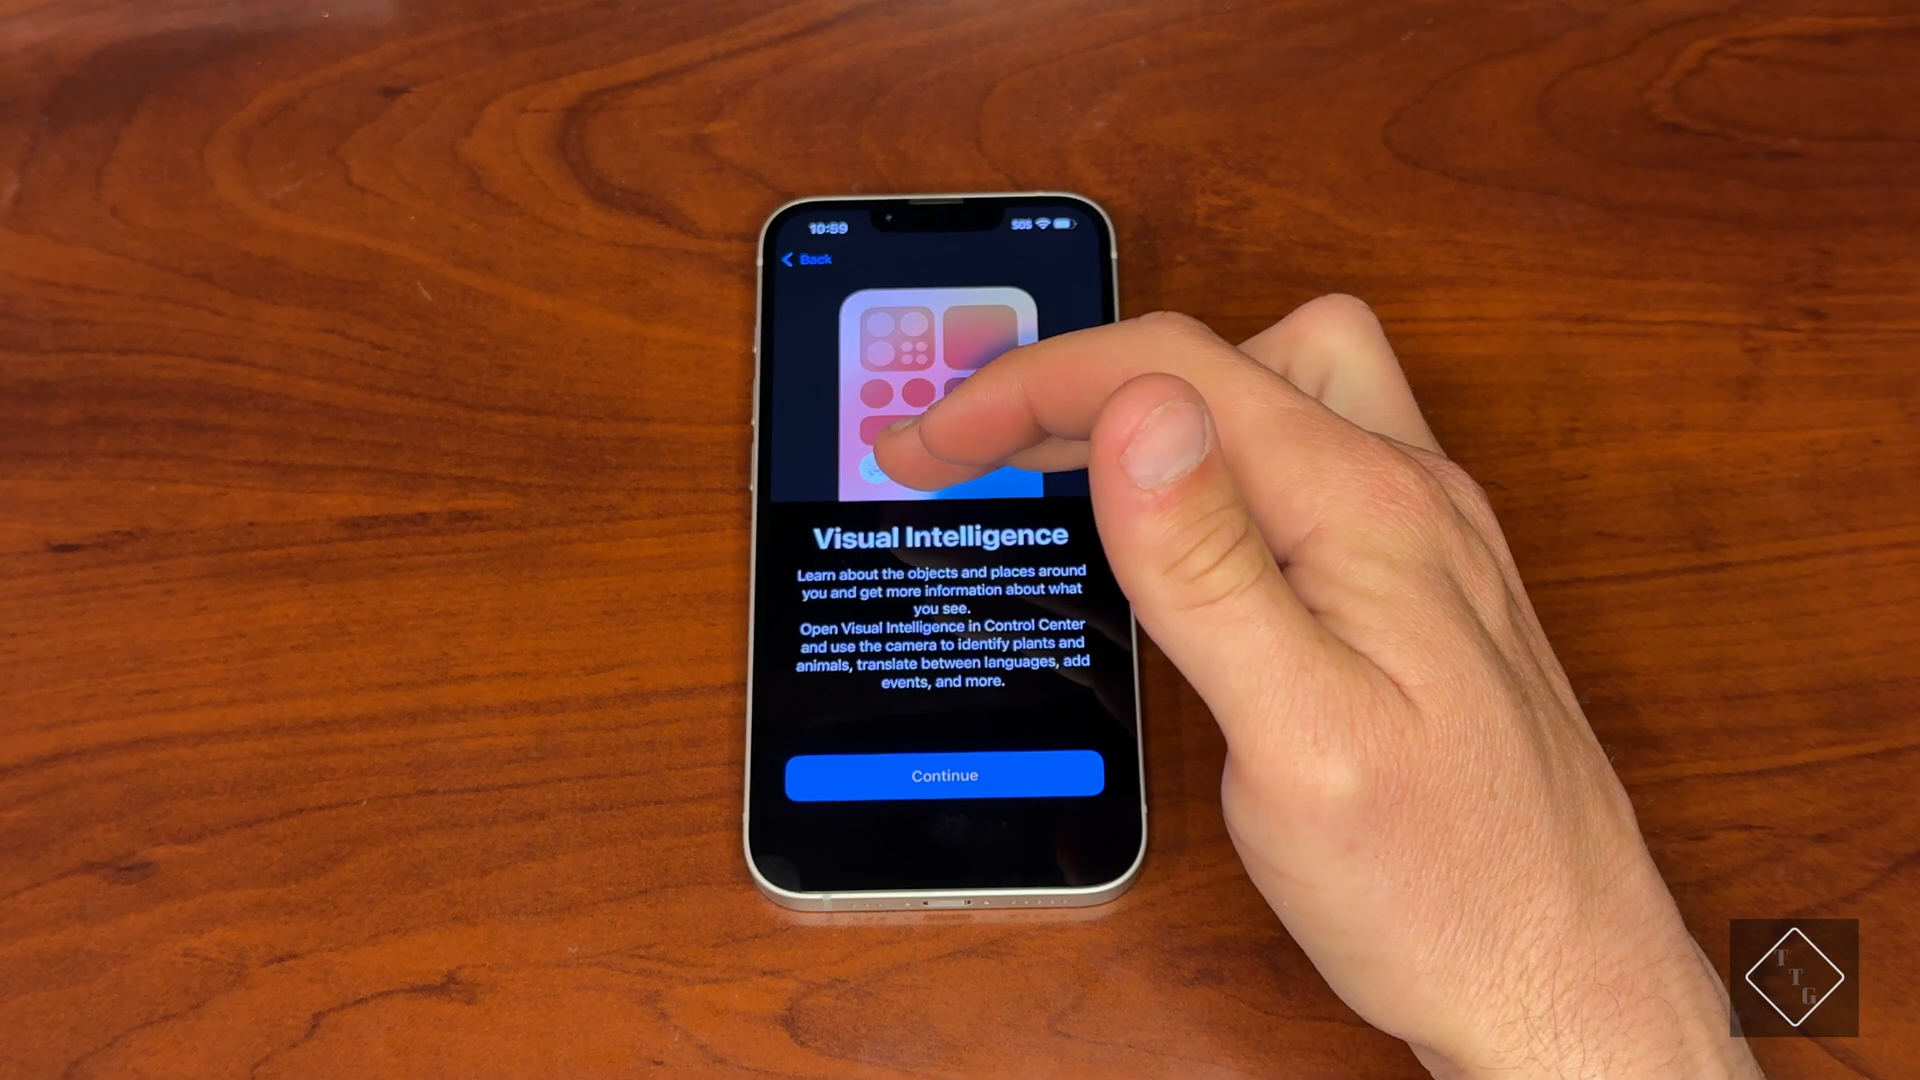 10:59
SOS
Back
Visual Intelligence
Learn about the objects and places around
you and get more information about what
you see.
Open Visual Intelligence in Control Center
and use the camera to identify plants and
animals, translate between languages, add
events, and more.
Continue
T
T
G